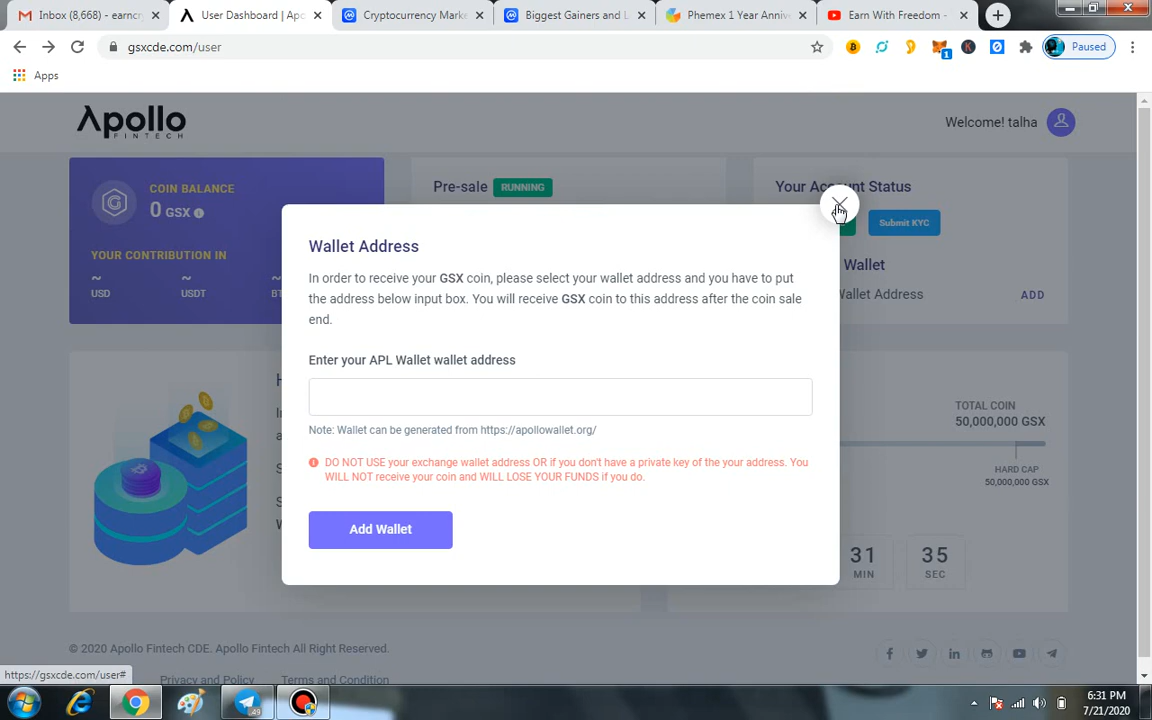 Inbox (8,668) - earncr
User Dashboard | Apo
Cryptocurrency Marke
Biggest Gainers and L
Phemex 1 Year Annive
Earn With Freedom -
gsxcde.com/user
1
Paused
Apps
Apollo
FINTECH
Welcome! talha
COIN BALANCE
0 GSX
YOUR CONTRIBUTION IN
~ ~ ~
USD USDT BT
Pre-sale RUNNING
Your Account Status
Submit KYC
Wallet
Wallet Address ADD
Wallet Address
In order to receive your GSX coin, please select your wallet address and you have to put
the address below input box. You will receive GSX coin to this address after the coin sale
end.
Enter your APL Wallet wallet address
Note: Wallet can be generated from https://apollowallet.org/
DO NOT USE your exchange wallet address OR if you don't have a private key of the your address. You
WILL NOT receive your coin and WILL LOSE YOUR FUNDS if you do.
Add Wallet
TOTAL COIN
50,000,000 GSX
HARD CAP
50,000,000 GSX
31 35
MIN SEC
© 2020 Apollo Fintech CDE. Apollo Fintech All Right Reserved.
Privacy and Policy Terms and Condition
https://gsxcde.com/user#
49
6:31 PM
7/21/2020